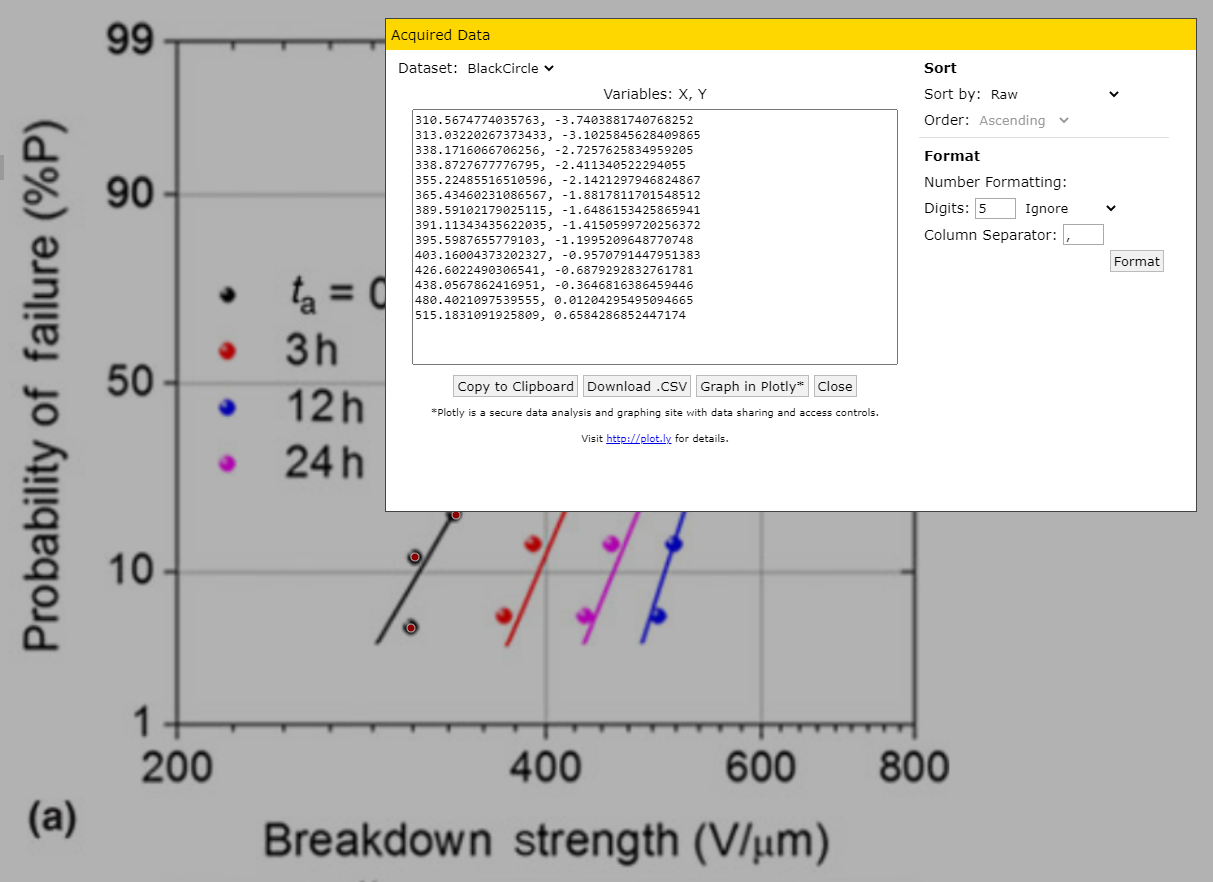 Acquired Data
Dataset: BlackCircle
Variables: X, Y
310.5674774035763, -3.7403881740768252
313.03220267373433, -3.1025845628409865
338.1716066706256, -2.7257625834959205
338.8727677776795, -2.411340522294055
355.22485516510596, -2.1421297946824867
365.43460231086567, -1.8817811701548512
389.59102179025115, -1.6486153425865941
391.11343435622035, -1.4150599720256372
395.5987655779103, -1.1995209648770748
403.16004373202327, -0.9570791447951383
426.6022490306541, -0.6879292832761781
438.0567862416951, -0.3646816386459446
480.4021097539555, 0.01204295495094665
515.1831091925809, 0.6584286852447174
Copy to Clipboard Download .CSV Graph in Plotly* Close
*Plotly is a secure data analysis and graphing site with data sharing and access controls.
Visit http://plot.ly for details.
Sort
Sort by: Raw
Order: Ascending
Format
Number Formatting:
Digits: 5 Ignore
Column Separator: ,
Format
Probability of failure (%P)
99
90
50
10
1
tₐ = 0
3 h
12 h
24 h
200 400 600 800
(a)
Breakdown strength (V/μm)